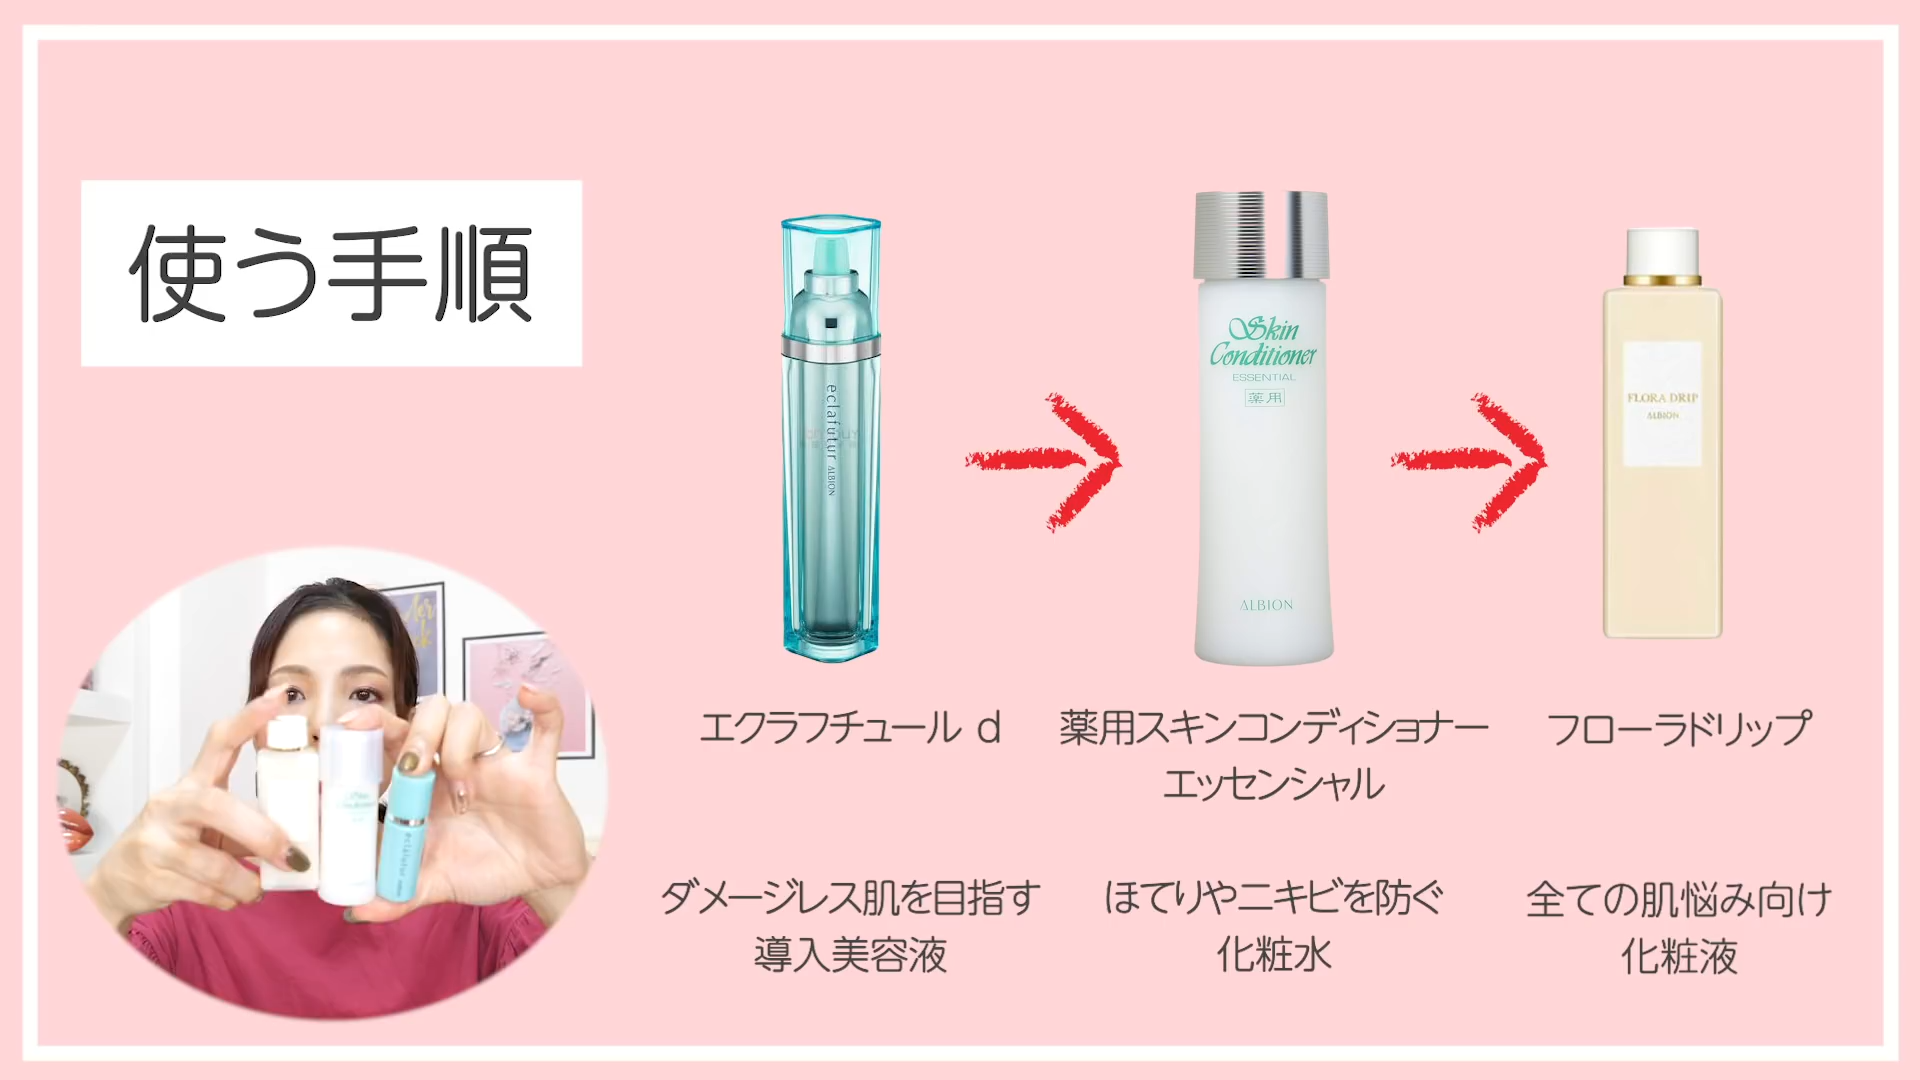 使う手順
eclafutur ALBION
Skin
Conditioner
ESSENTIAL
薬用
ALBION
FLORA DRIP
ALBION
エクラフチュール d
薬用スキンコンディショナー
エッセンシャル
フローラドリップ
ダメージレス肌を目指す
導入美容液
ほてりやニキビを防ぐ
化粧水
全ての肌悩み向け
化粧液
eclafutur